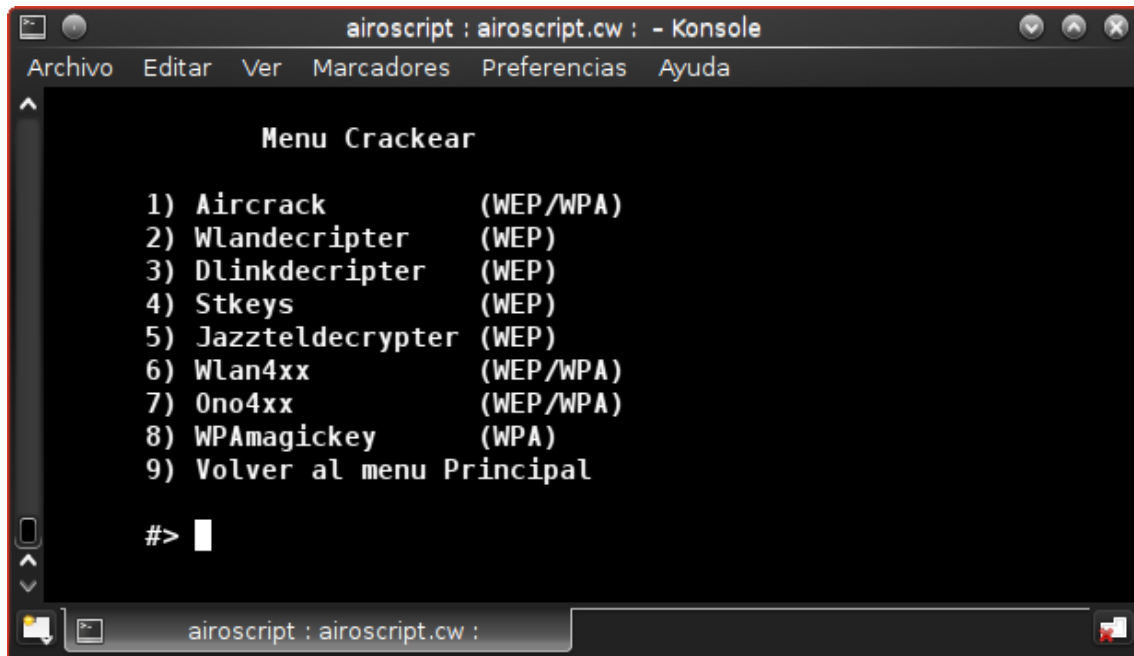 airoscript : airoscript.cw : – Konsole
Archivo Editar Ver Marcadores Preferencias Ayuda
Menu Crackear
1) Aircrack (WEP/WPA)
2) Wlandecripter (WEP)
3) Dlinkdecripter (WEP)
4) Stkeys (WEP)
5) Jazzteldecrypter (WEP)
6) Wlan4xx (WEP/WPA)
7) Ono4xx (WEP/WPA)
8) WPAmagickey (WPA)
9) Volver al menu Principal
#>
airoscript : airoscript.cw :